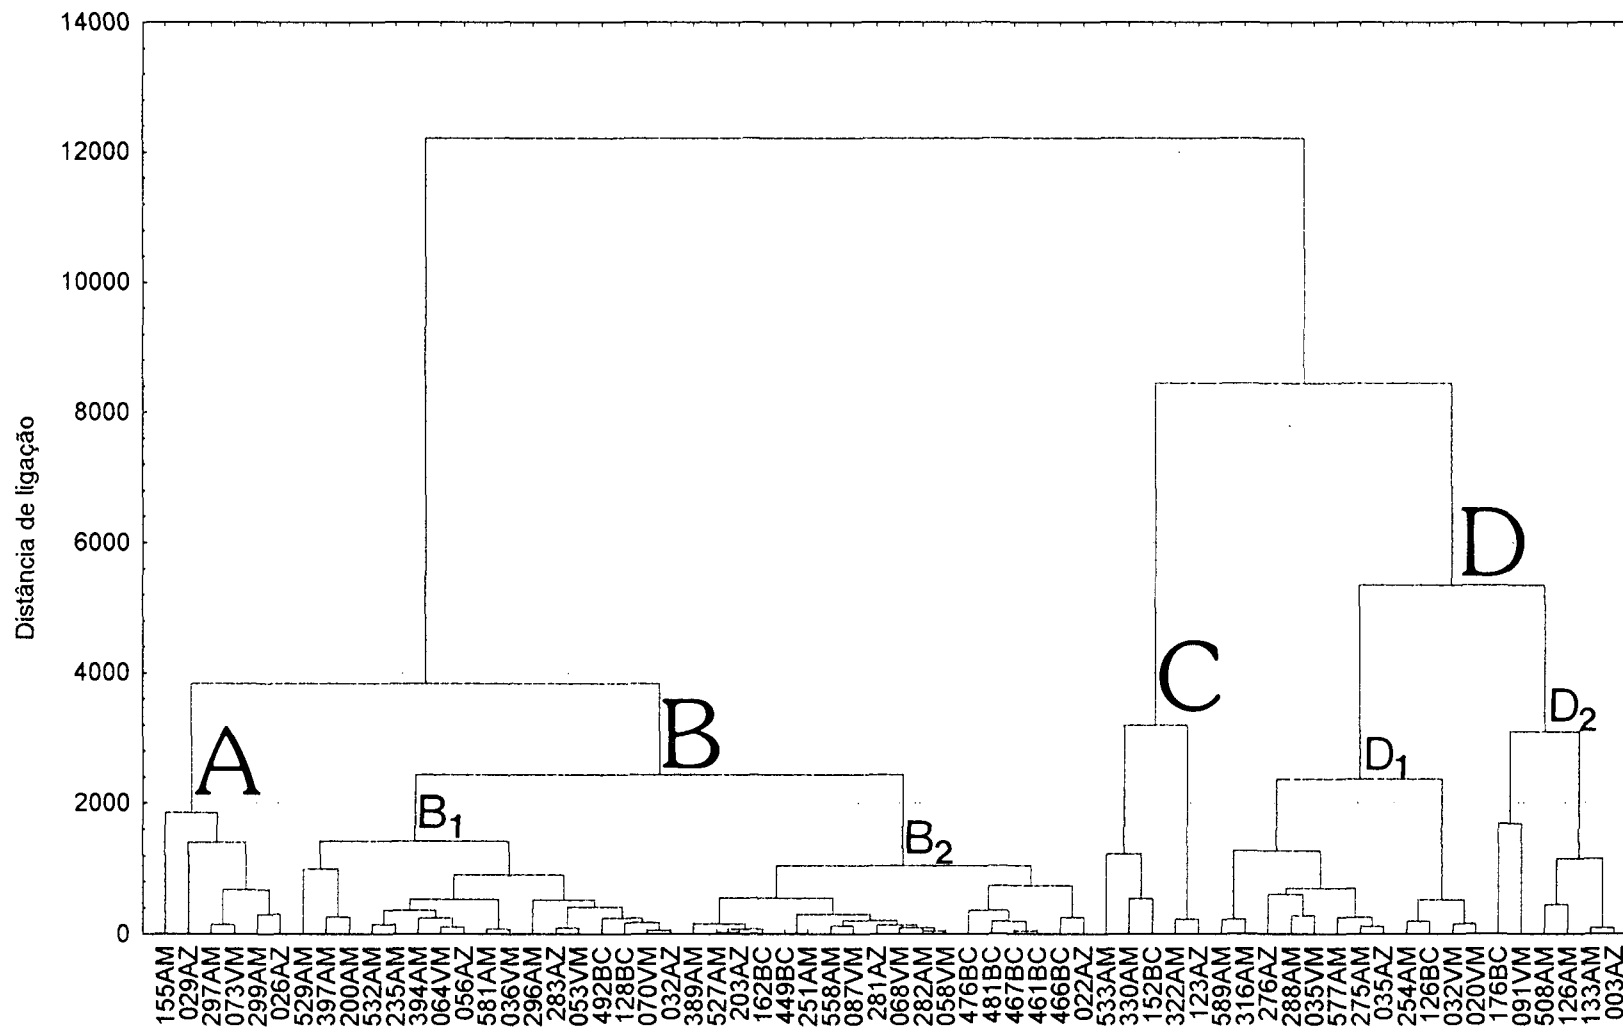 14000
12000
10000
8000
6000
4000
2000
0
Distância de ligação
A
B
B1
B2
C
D
D1
D2
155AM
029AZ
297AM
073VM
299AM
026AZ
529AM
397AM
200AM
532AM
235AM
394AM
064VM
056AZ
581AM
036VM
296AM
283AZ
053VM
492BC
128BC
070VM
032AZ
389AM
527AM
203AZ
162BC
449BC
251AM
558AM
087VM
281AZ
068VM
282AM
058VM
476BC
481BC
467BC
461BC
466BC
022AZ
533AM
330AM
152BC
322AM
123AZ
589AM
316AM
276AZ
288AM
035VM
577AM
275AM
035AZ
254AM
126BC
032VM
020VM
176BC
091VM
508AM
126AM
133AM
003AZ